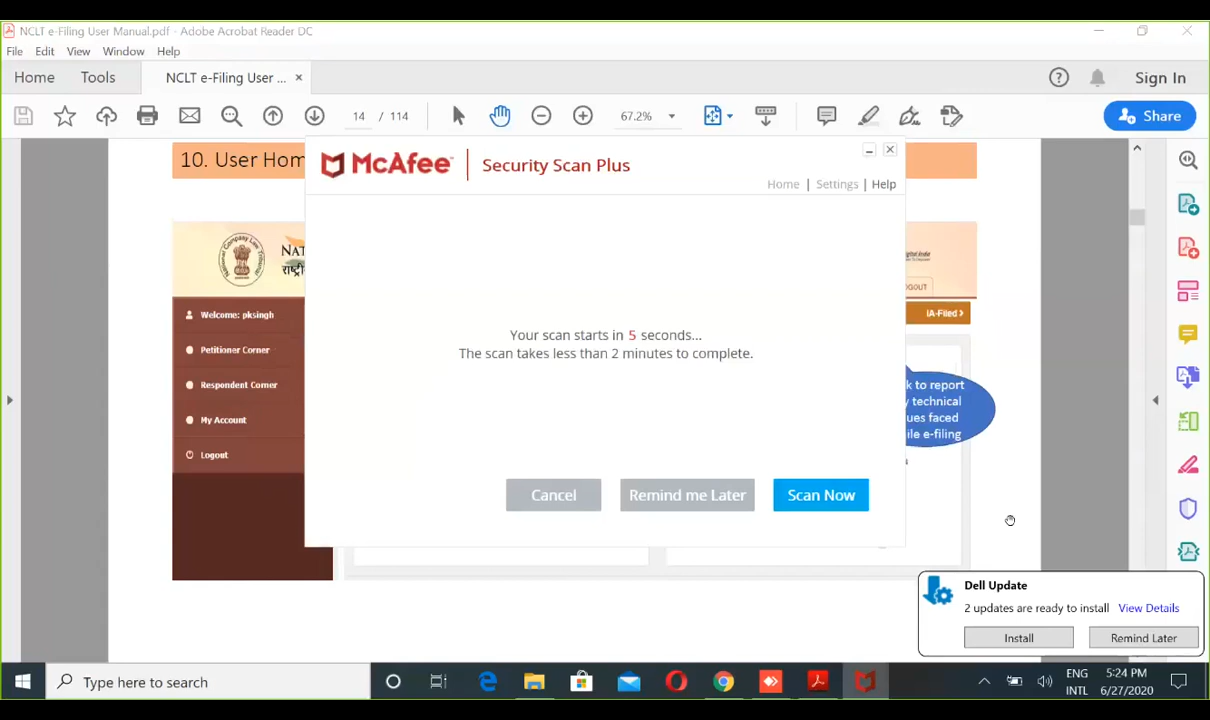 NCLT e-Filing User Manual.pdf - Adobe Acrobat Reader DC
File Edit View Window Help
Home Tools NCLT e-Filing User ... × Sign In
14 / 114 67.2% Share
10. User Hom
McAfee Security Scan Plus
Home | Settings | Help
NAT
राष्ट्री
Digital India
LOGOUT
Welcome: pksingh
IA-Filed >
Petitioner Corner
Respondent Corner
My Account
Logout
Your scan starts in 5 seconds...
The scan takes less than 2 minutes to complete.
k to report
y technical
ues faced
ile e-filing
Cancel Remind me Later Scan Now
Dell Update
2 updates are ready to install View Details
Install Remind Later
Type here to search
ENG
INTL
5:24 PM
6/27/2020